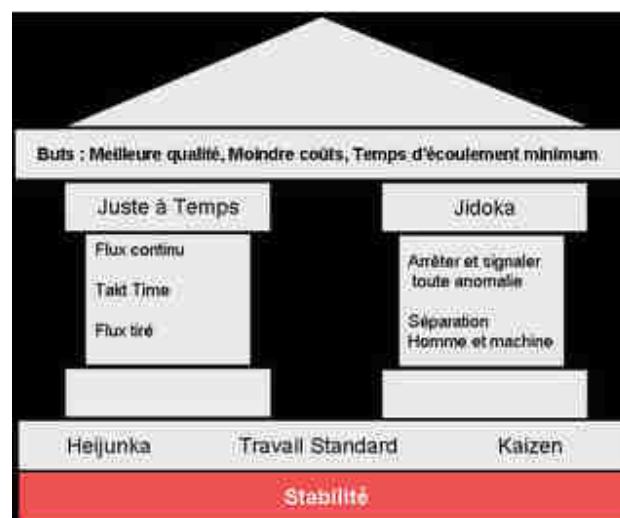 Buts : Meilleure qualité, Moindre coûts, Temps d'écoulement minimum
Juste à Temps
Jidoka
Flux continu
Takt Time
Flux tiré
Arrêter et signaler
toute anomalie
Séparation
Homme et machine
Heijunka
Travail Standard
Kaizen
Stabilité